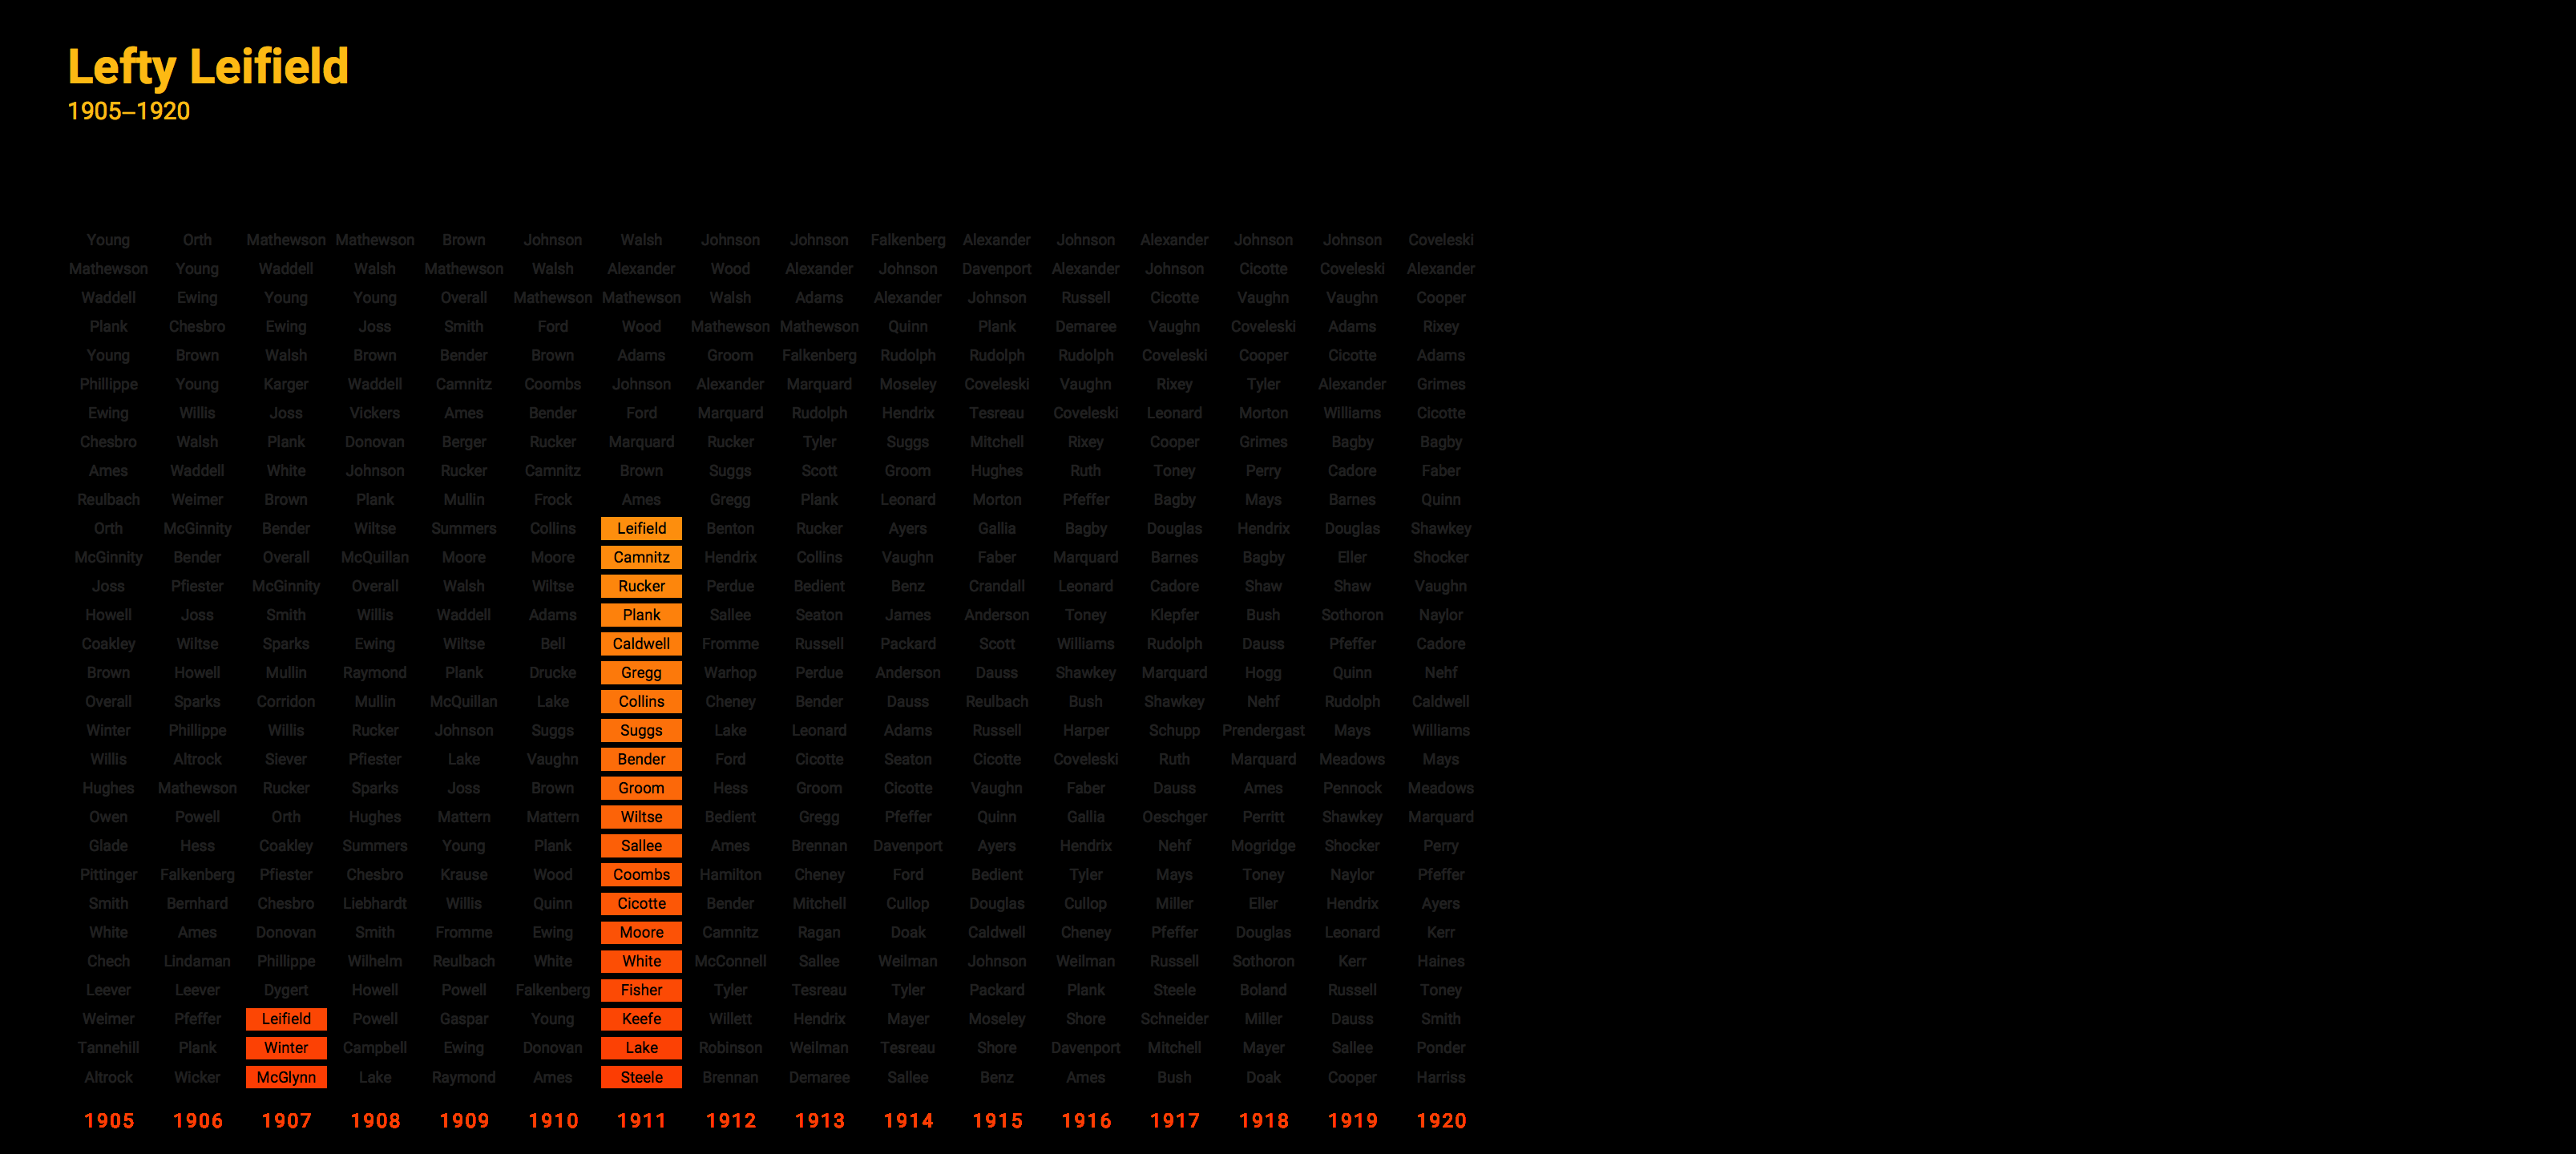 Lefty Leifield
1905–1920
Young Orth Mathewson Mathewson Brown Johnson Walsh Johnson Johnson Falkenberg Alexander Johnson Alexander Johnson Johnson Coveleski
Mathewson Young Waddell Walsh Mathewson Walsh Alexander Wood Alexander Johnson Davenport Alexander Johnson Cicotte Coveleski Alexander
Waddell Ewing Young Young Overall Mathewson Mathewson Walsh Adams Alexander Johnson Russell Cicotte Vaughn Vaughn Cooper
Plank Chesbro Ewing Joss Smith Ford Wood Mathewson Mathewson Quinn Plank Demaree Vaughn Coveleski Adams Rixey
Young Brown Walsh Brown Bender Brown Adams Groom Falkenberg Rudolph Rudolph Rudolph Coveleski Cooper Cicotte Adams
Phillippe Young Karger Waddell Camnitz Coombs Johnson Alexander Marquard Moseley Coveleski Vaughn Rixey Tyler Alexander Grimes
Ewing Willis Joss Vickers Ames Bender Ford Marquard Rudolph Hendrix Tesreau Coveleski Leonard Morton Williams Cicotte
Chesbro Walsh Plank Donovan Berger Rucker Marquard Rucker Tyler Suggs Mitchell Rixey Cooper Grimes Bagby Bagby
Ames Waddell White Johnson Rucker Camnitz Brown Suggs Scott Groom Hughes Ruth Toney Perry Cadore Faber
Reulbach Weimer Brown Plank Mullin Frock Ames Gregg Plank Leonard Morton Pfeffer Bagby Mays Barnes Quinn
Orth McGinnity Bender Wiltse Summers Collins Leifield Benton Rucker Ayers Gallia Bagby Douglas Hendrix Douglas Shawkey
McGinnity Bender Overall McQuillan Moore Moore Camnitz Hendrix Collins Vaughn Faber Marquard Barnes Bagby Eller Shocker
Joss Pfiester McGinnity Overall Walsh Wiltse Rucker Perdue Bedient Benz Crandall Leonard Cadore Shaw Shaw Vaughn
Howell Joss Smith Willis Waddell Adams Plank Sallee Seaton James Anderson Toney Klepfer Bush Sothoron Naylor
Coakley Wiltse Sparks Ewing Wiltse Bell Caldwell Fromme Russell Packard Scott Williams Rudolph Dauss Pfeffer Cadore
Brown Howell Mullin Raymond Plank Drucke Gregg Warhop Perdue Anderson Dauss Shawkey Marquard Hogg Quinn Nehf
Overall Sparks Corridon Mullin McQuillan Lake Collins Cheney Bender Dauss Reulbach Bush Shawkey Nehf Rudolph Caldwell
Winter Phillippe Willis Rucker Johnson Suggs Suggs Lake Leonard Adams Russell Harper Schupp Prendergast Mays Williams
Willis Altrock Siever Pfiester Lake Vaughn Bender Ford Cicotte Seaton Cicotte Coveleski Ruth Marquard Meadows Mays
Hughes Mathewson Rucker Sparks Joss Brown Groom Hess Groom Cicotte Vaughn Faber Dauss Ames Pennock Meadows
Owen Powell Orth Hughes Mattern Mattern Wiltse Bedient Gregg Pfeffer Quinn Gallia Oeschger Perritt Shawkey Marquard
Glade Hess Coakley Summers Young Plank Sallee Ames Brennan Davenport Ayers Hendrix Nehf Mogridge Shocker Perry
Pittinger Falkenberg Pfiester Chesbro Krause Wood Coombs Hamilton Cheney Ford Bedient Tyler Mays Toney Naylor Pfeffer
Smith Bernhard Chesbro Liebhardt Willis Quinn Cicotte Bender Mitchell Cullop Douglas Cullop Miller Eller Hendrix Ayers
White Ames Donovan Smith Fromme Ewing Moore Camnitz Ragan Doak Caldwell Cheney Pfeffer Douglas Leonard Kerr
Chech Lindaman Phillippe Wilhelm Reulbach White White McConnell Sallee Weilman Johnson Weilman Russell Sothoron Kerr Haines
Leever Leever Dygert Howell Powell Falkenberg Fisher Tyler Tesreau Tyler Packard Plank Steele Boland Russell Toney
Weimer Pfeffer Leifield Powell Gaspar Young Keefe Willett Hendrix Mayer Moseley Shore Schneider Miller Dauss Smith
Tannehill Plank Winter Campbell Ewing Donovan Lake Robinson Weilman Tesreau Shore Davenport Mitchell Mayer Sallee Ponder
Altrock Wicker McGlynn Lake Raymond Ames Steele Brennan Demaree Sallee Benz Ames Bush Doak Cooper Harriss
1905 1906 1907 1908 1909 1910 1911 1912 1913 1914 1915 1916 1917 1918 1919 1920